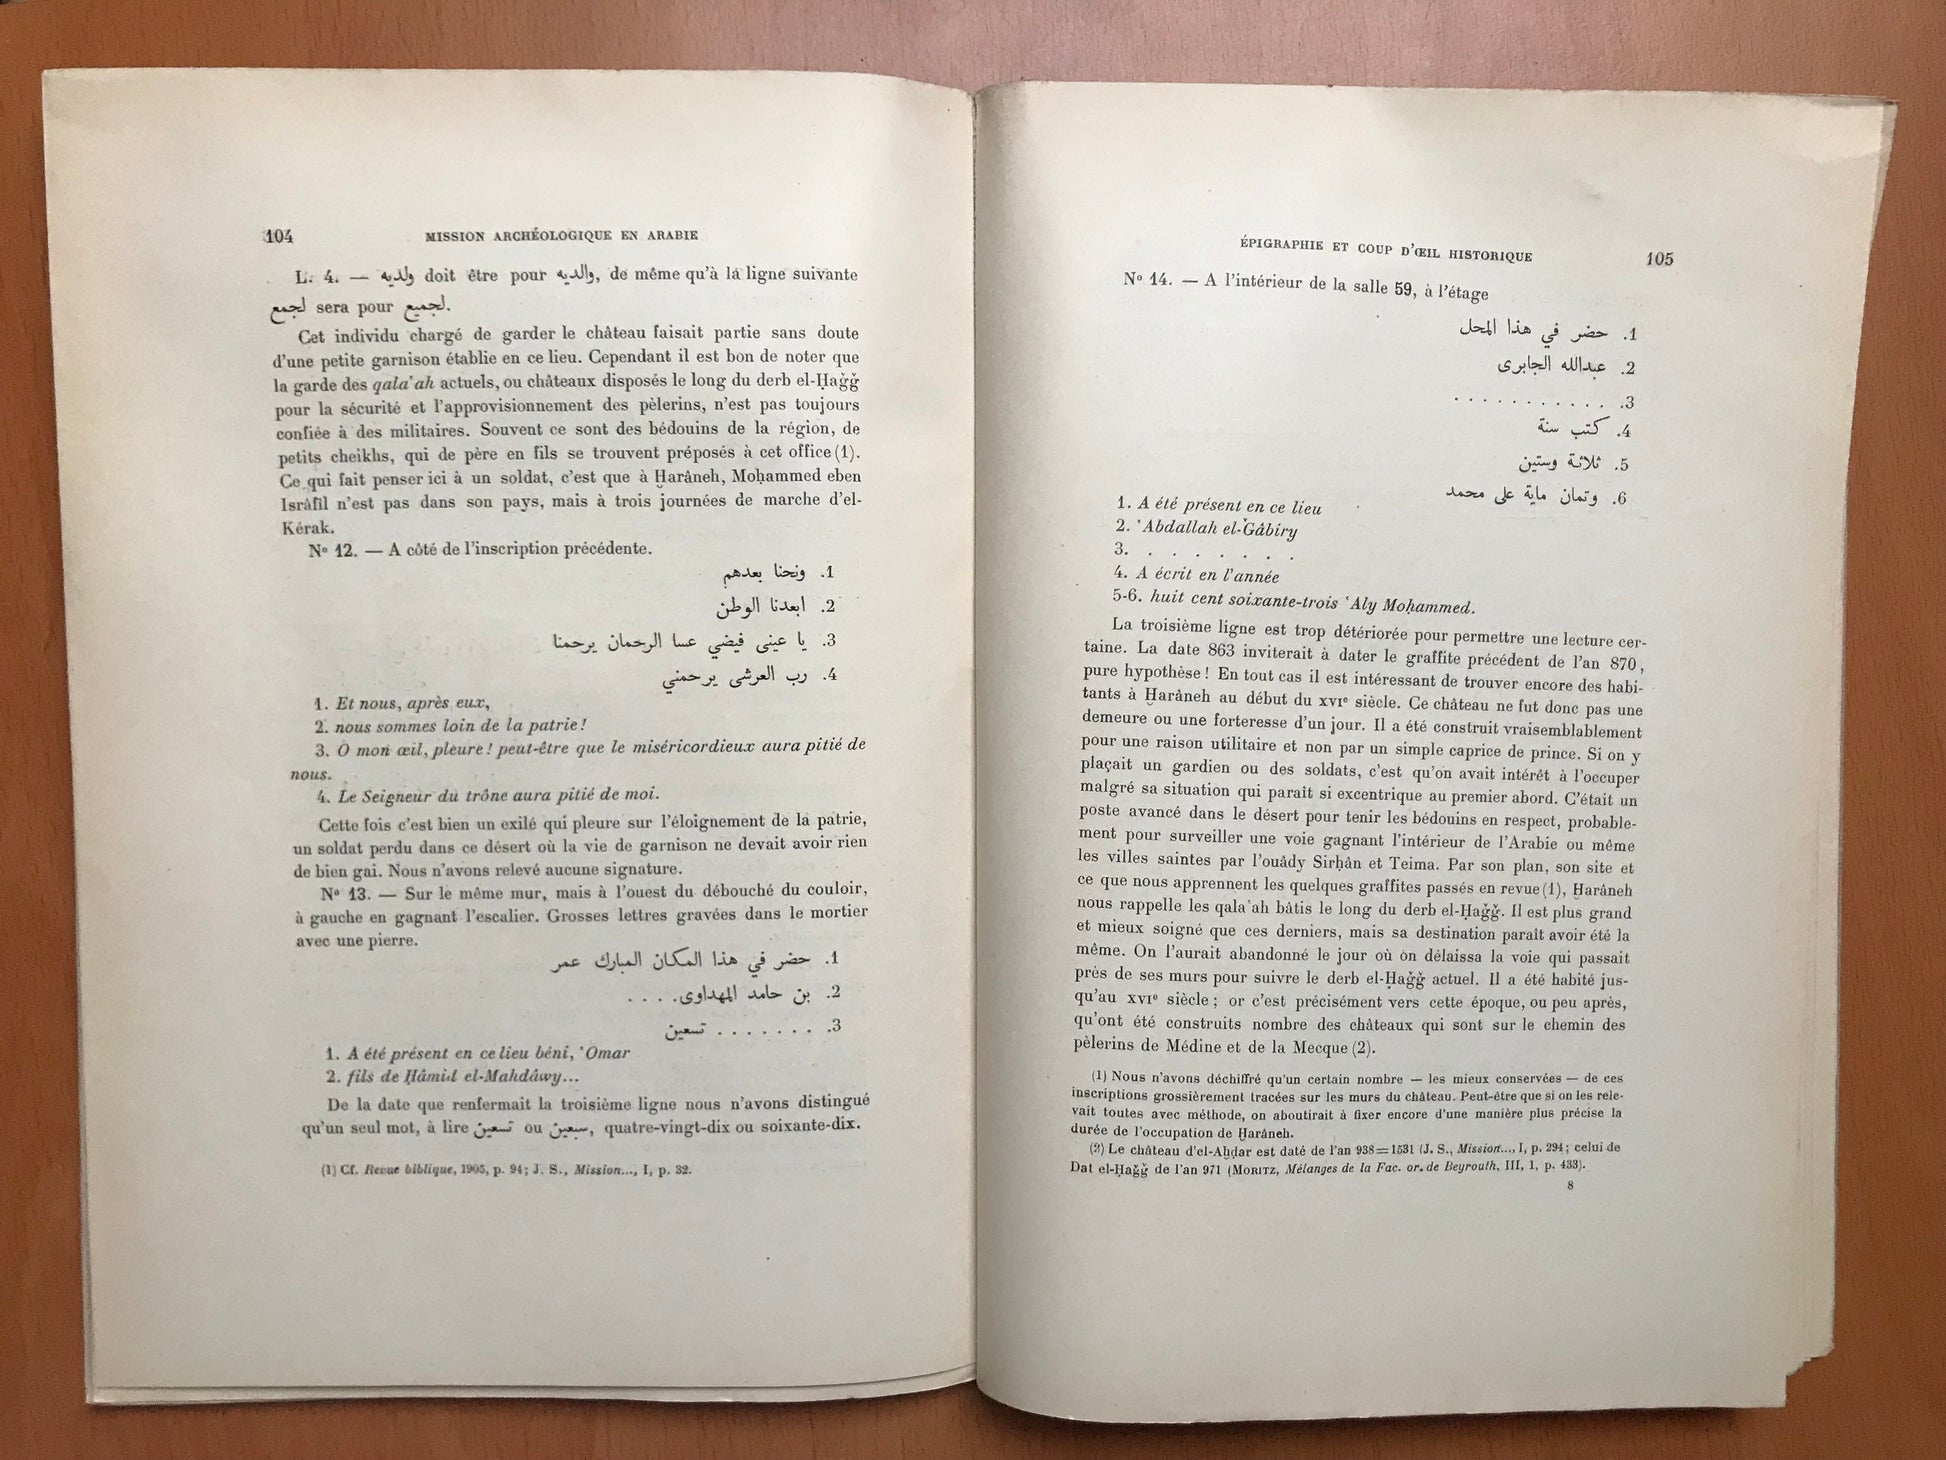 104
MISSION ARCHÉOLOGIQUE EN ARABIE
L. 4. — ولديه doit être pour والديه, de même qu'à la ligne suivante
لجمع sera pour لجميع.
Cet individu chargé de garder le château faisait partie sans doute
d'une petite garnison établie en ce lieu. Cependant il est bon de noter que
la garde des qala‘ah actuels, ou châteaux disposés le long du derb el-Ḥaǧǧ
pour la sécurité et l'approvisionnement des pèlerins, n'est pas toujours
confiée à des militaires. Souvent ce sont des bédouins de la région, de
petits cheikhs, qui de père en fils se trouvent préposés à cet office (1).
Ce qui fait penser ici à un soldat, c'est que à Ḫarâneh, Moḥammed eben
Isrâfîl n'est pas dans son pays, mais à trois journées de marche d'el-
Kérak.
N° 12. — A côté de l'inscription précédente.
1. ونحنا بعدهم
2. ابعدنا الوطن
3. يا عينى فيضي عسا الرحمان يرحمنا
4. رب العرشى يرحمني
1. Et nous, après eux,
2. nous sommes loin de la patrie!
3. O mon œil, pleure! peut-être que le miséricordieux aura pitié de
nous.
4. Le Seigneur du trône aura pitié de moi.
Cette fois c'est bien un exilé qui pleure sur l'éloignement de la patrie,
un soldat perdu dans ce désert où la vie de garnison ne devait avoir rien
de bien gai. Nous n'avons relevé aucune signature.
N° 13. — Sur le même mur, mais à l'ouest du débouché du couloir,
à gauche en gagnant l'escalier. Grosses lettres gravées dans le mortier
avec une pierre.
1. حضر في هذا المكان المبارك عمر
2. بن حامد المهداوى. . . .
3. . . . . . . . تسعين
1. A été présent en ce lieu béni, ‘Omar
2. fils de Ḥâmid el-Mahdâwy...
De la date que renfermait la troisième ligne nous n'avons distingué
qu'un seul mot, à lire تسعين ou سبعين, quatre-vingt-dix ou soixante-dix.
(1) Cf. Revue biblique, 1905, p. 94; J. S., Mission..., I, p. 32.
ÉPIGRAPHIE ET COUP D'ŒIL HISTORIQUE
105
N° 14. — A l'intérieur de la salle 59, à l'étage
1. حضر في هذا المحل
2. عبدالله الجابرى
3. . . . . . . . . . . .
4. كتب سنة
5. ثلاثة وستين
6. وتمان ماية على محمد
1. A été présent en ce lieu
2. ‘Abdallah el-Ǧâbiry
3. . . . . . . .
4. A écrit en l'année
5-6. huit cent soixante-trois ‘Aly Moḥammed.
La troisième ligne est trop détériorée pour permettre une lecture cer-
taine. La date 863 inviterait à dater le graffite précédent de l'an 870,
pure hypothèse! En tout cas il est intéressant de trouver encore des habi-
tants à Ḫarâneh au début du XVIe siècle. Ce château ne fut donc pas une
demeure ou une forteresse d'un jour. Il a été construit vraisemblablement
pour une raison utilitaire et non par un simple caprice de prince. Si on y
plaçait un gardien ou des soldats, c'est qu'on avait intérêt à l'occuper
malgré sa situation qui paraît si excentrique au premier abord. C'était un
poste avancé dans le désert pour tenir les bédouins en respect, probable-
ment pour surveiller une voie gagnant l'intérieur de l'Arabie ou même
les villes saintes par l'ouâdy Sirḥân et Teima. Par son plan, son site et
ce que nous apprennent les quelques graffites passés en revue (1), Ḫarâneh
nous rappelle les qala‘ah bâtis le long du derb el-Ḥaǧǧ. Il est plus grand
et mieux soigné que ces derniers, mais sa destination paraît avoir été la
même. On l'aurait abandonné le jour où on délaissa la voie qui passait
près de ses murs pour suivre le derb el-Ḥaǧǧ actuel. Il a été habité jus-
qu'au XVIe siècle; or c'est précisément vers cette époque, ou peu après,
qu'ont été construits nombre des châteaux qui sont sur le chemin des
pèlerins de Médine et de la Mecque (2).
(1) Nous n'avons déchiffré qu'un certain nombre — les mieux conservées — de ces
inscriptions grossièrement tracées sur les murs du château. Peut-être que si on les rele-
vait toutes avec méthode, on aboutirait à fixer encore d'une manière plus précise la
durée de l'occupation de Ḫarâneh.
(2) Le château d'el-Aḫḍar est daté de l'an 938=1531 (J. S., Mission..., I, p. 294; celui de
Dat el-Ḥaǧǧ de l'an 971 (MORITZ, Mélanges de la Fac. or. de Beyrouth, III, 1, p. 433).
8